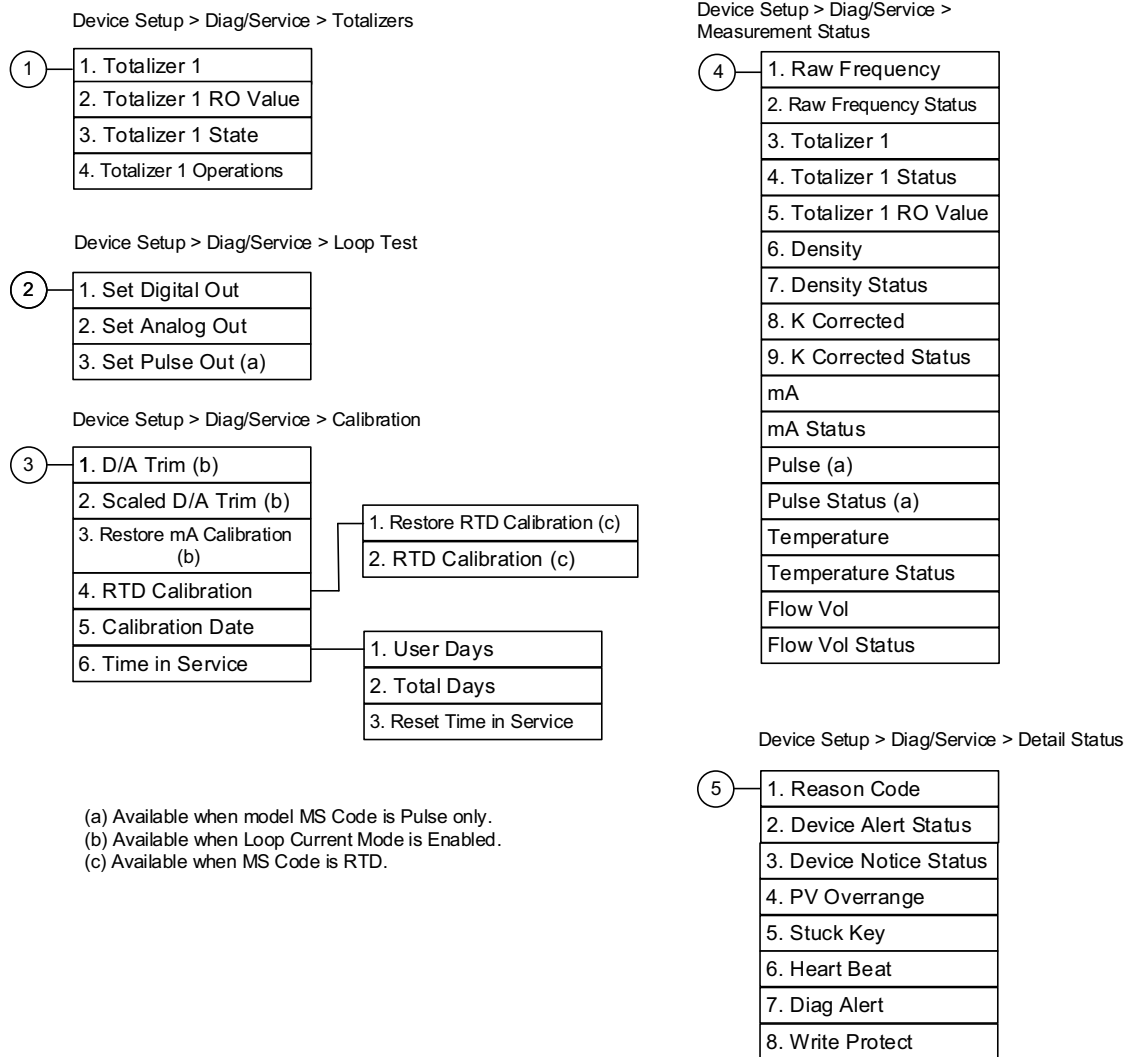 Device Setup > Diag/Service > Totalizers
1
1. Totalizer 1
2. Totalizer 1 RO Value
3. Totalizer 1 State
4. Totalizer 1 Operations
Device Setup > Diag/Service > Loop Test
2
1. Set Digital Out
2. Set Analog Out
3. Set Pulse Out (a)
Device Setup > Diag/Service > Calibration
3
1. D/A Trim (b)
2. Scaled D/A Trim (b)
3. Restore mA Calibration
(b)
4. RTD Calibration
5. Calibration Date
6. Time in Service
1. Restore RTD Calibration (c)
2. RTD Calibration (c)
1. User Days
2. Total Days
3. Reset Time in Service
(a) Available when model MS Code is Pulse only.
(b) Available when Loop Current Mode is Enabled.
(c) Available when MS Code is RTD.
Device Setup > Diag/Service >
Measurement Status
4
1. Raw Frequency
2. Raw Frequency Status
3. Totalizer 1
4. Totalizer 1 Status
5. Totalizer 1 RO Value
6. Density
7. Density Status
8. K Corrected
9. K Corrected Status
mA
mA Status
Pulse (a)
Pulse Status (a)
Temperature
Temperature Status
Flow Vol
Flow Vol Status
Device Setup > Diag/Service > Detail Status
5
1. Reason Code
2. Device Alert Status
3. Device Notice Status
4. PV Overrange
5. Stuck Key
6. Heart Beat
7. Diag Alert
8. Write Protect